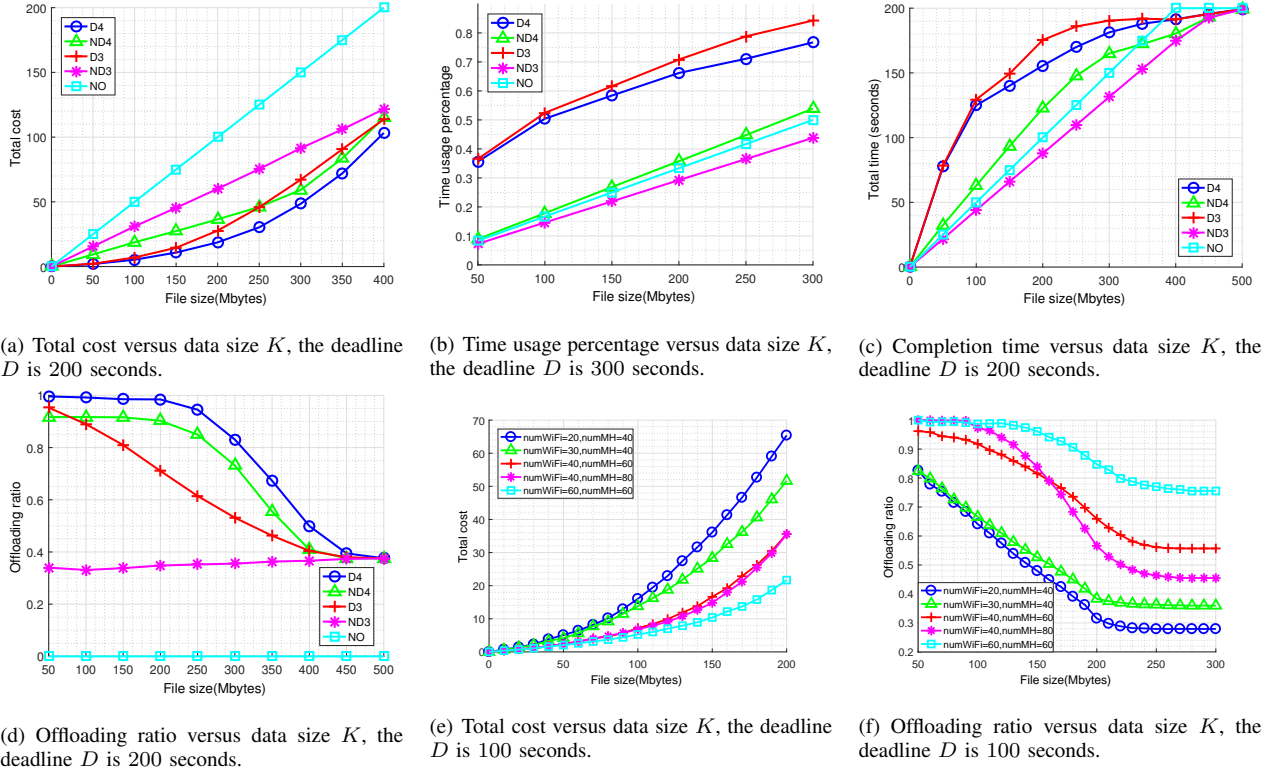 200
150
100
50
0
Total cost
D4
ND4
D3
ND3
NO
0 50 100 150 200 250 300 350 400
File size(Mbytes)
(a) Total cost versus data size K, the deadline
D is 200 seconds.
0.8
0.7
0.6
0.5
0.4
0.3
0.2
0.1
0
Time usage percentage
D4
ND4
D3
ND3
NO
50 100 150 200 250 300
File size(Mbytes)
(b) Time usage percentage versus data size K,
the deadline D is 300 seconds.
200
150
100
50
0
Total time (seconds)
D4
ND4
D3
ND3
NO
0 100 200 300 400 500
File size(Mbytes)
(c) Completion time versus data size K, the
deadline D is 200 seconds.
1
0.8
0.6
0.4
0.2
0
Offloading ratio
D4
ND4
D3
ND3
NO
50 100 150 200 250 300 350 400 450 500
File size(Mbytes)
(d) Offloading ratio versus data size K, the
deadline D is 200 seconds.
70
60
50
40
30
20
10
0
Total cost
numWiFi=20,numMH=40
numWiFi=30,numMH=40
numWiFi=40,numMH=60
numWiFi=40,numMH=80
numWiFi=60,numMH=60
0 50 100 150 200
File size(Mbytes)
(e) Total cost versus data size K, the deadline
D is 100 seconds.
1
0.9
0.8
0.7
0.6
0.5
0.4
0.3
0.2
Offloading ratio
numWiFi=20,numMH=40
numWiFi=30,numMH=40
numWiFi=40,numMH=60
numWiFi=40,numMH=80
numWiFi=60,numMH=60
50 100 150 200 250 300
File size(Mbytes)
(f) Offloading ratio versus data size K, the
deadline D is 100 seconds.